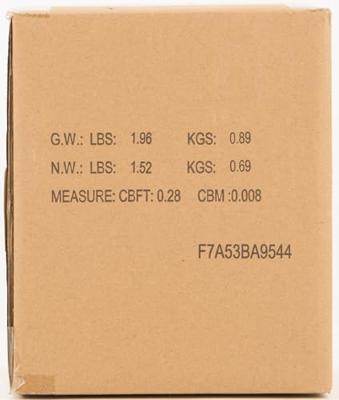 G.W.: LBS: 1.96 KGS: 0.89
N.W.: LBS: 1.52 KGS: 0.69
MEASURE: CBFT: 0.28 CBM :0.008
F7A53BA9544